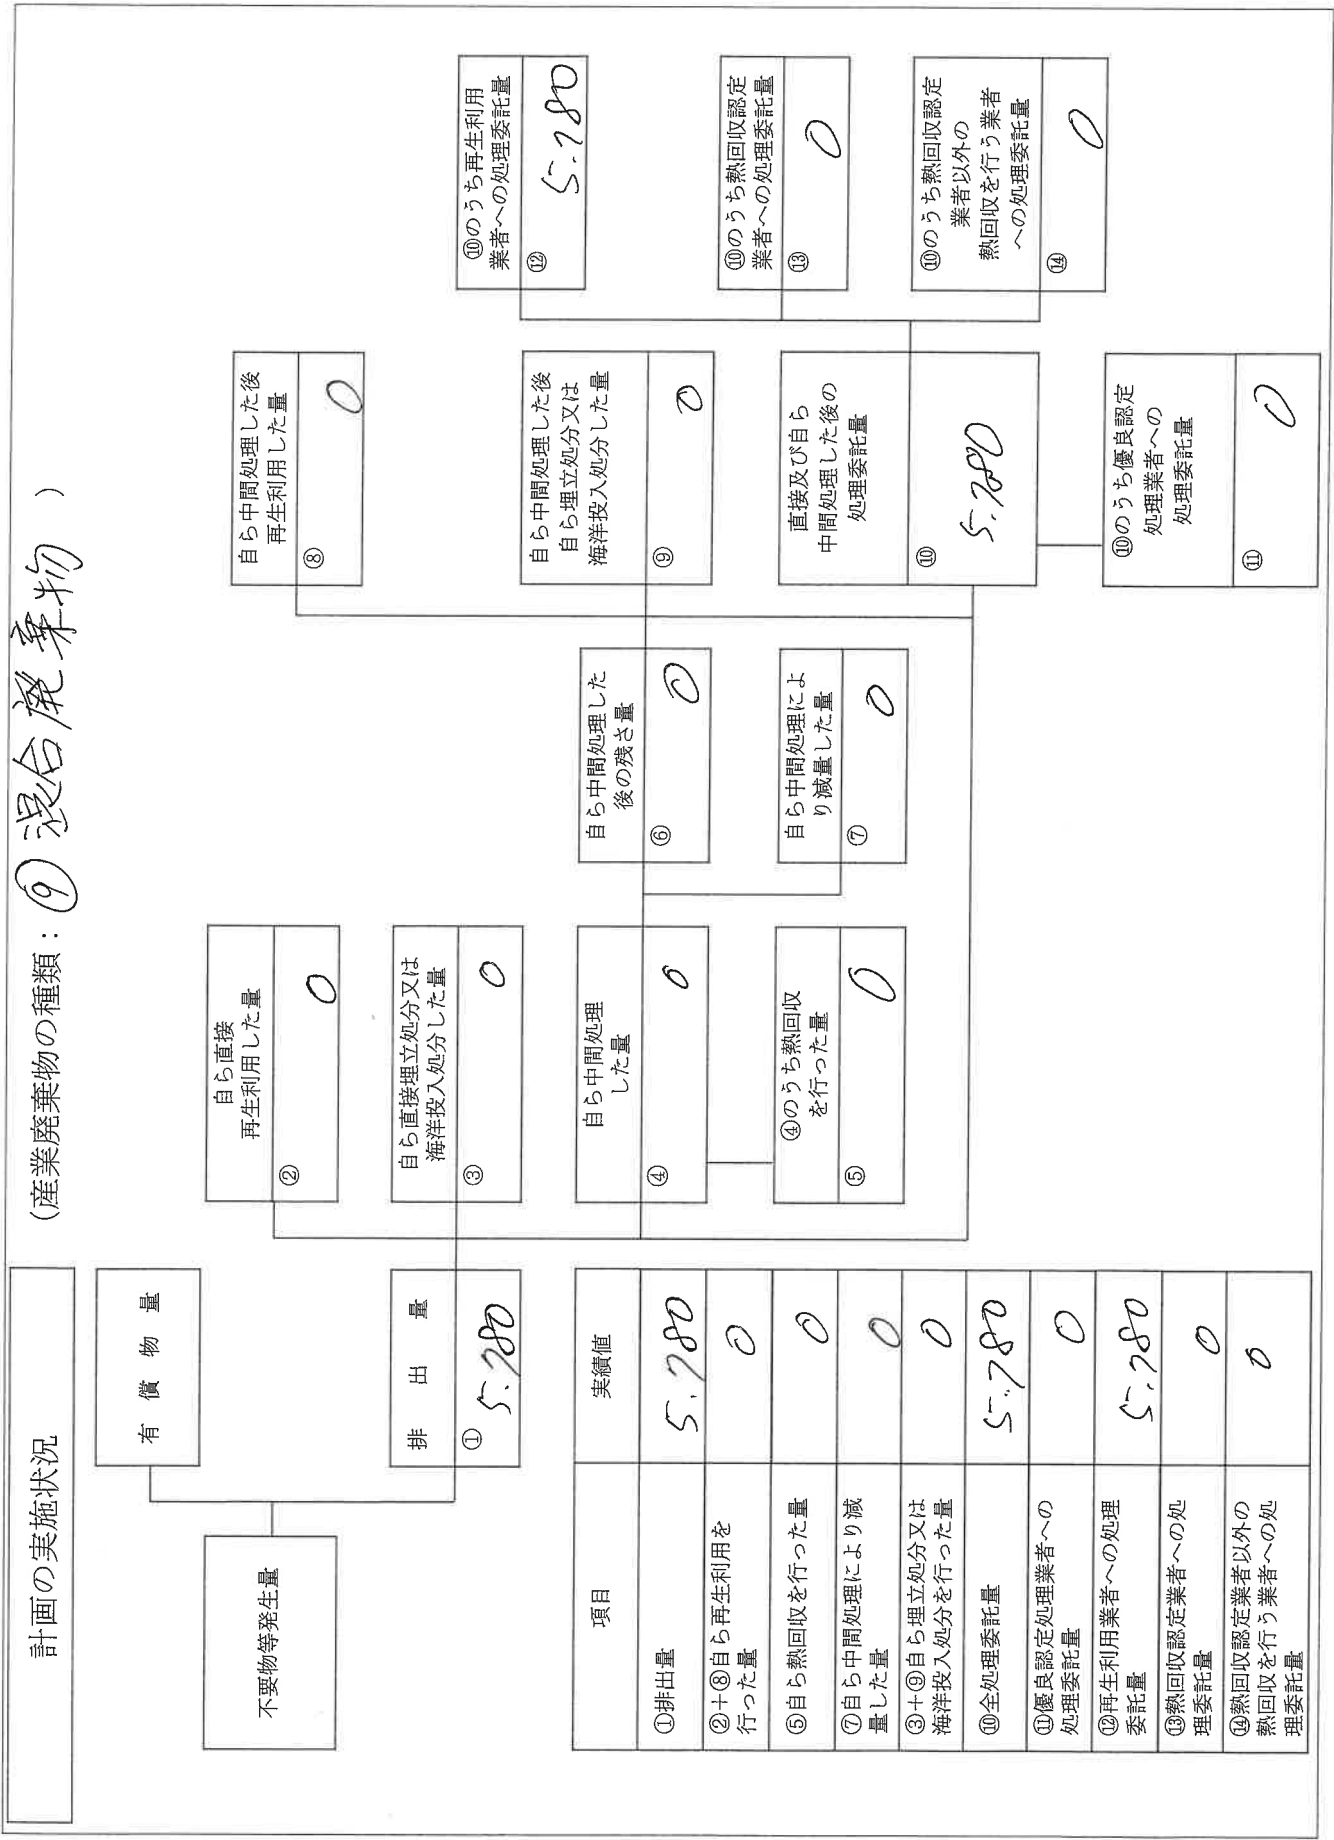 計画の実施状況
(産業廃棄物の種類：⑨混合廃棄物 )
不要物等発生量
有償物量
排出量
① 5.780
自ら直接
再生利用した量
② 0
自ら直接埋立処分又は
海洋投入処分した量
③ 0
自ら中間処理
した量
④ 0
④のうち熱回収
を行った量
⑤ 0
自ら中間処理した
後の残さ量
⑥ 0
自ら中間処理によ
り減量した量
⑦ 0
自ら中間処理した後
再生利用した量
⑧ 0
自ら中間処理した後
自ら埋立処分又は
海洋投入処分した量
⑨ 0
直接及び自ら
中間処理した後の
処理委託量
⑩ 5.780
⑩のうち優良認定
処理業者への
処理委託量
⑪ 0
⑩のうち再生利用
業者への処理委託量
⑫ 5.780
⑩のうち熱回収認定
業者への処理委託量
⑬ 0
⑩のうち熱回収認定
業者以外の
熱回収を行う業者
への処理委託量
⑭ 0
項目 実績値
①排出量 5.780
②＋⑧自ら再生利用を
行った量 0
⑤自ら熱回収を行った量 0
⑦自ら中間処理により減
量した量 0
③＋⑨自ら埋立処分又は
海洋投入処分を行った量 0
⑩全処理委託量 5.780
⑪優良認定処理業者への
処理委託量 0
⑫再生利用業者への処理
委託量 5.780
⑬熱回収認定業者への処
理委託量 0
⑭熱回収認定業者以外の
熱回収を行う業者への処
理委託量 0